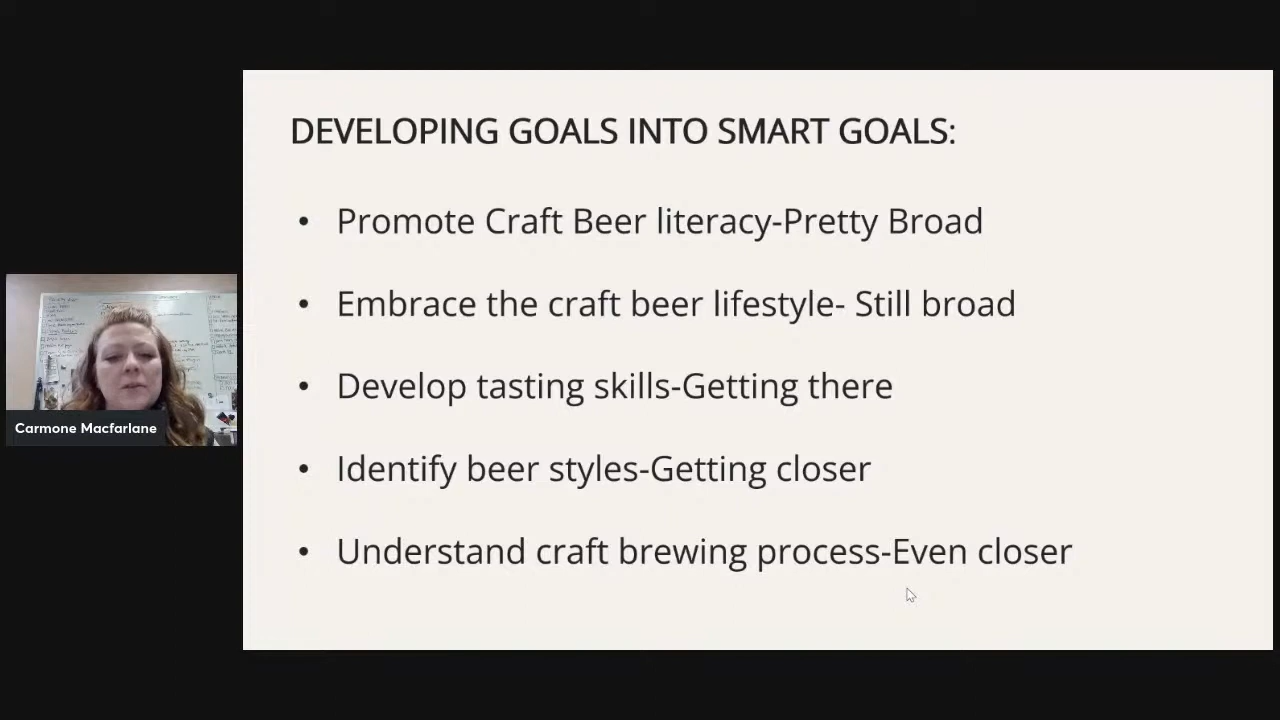 DEVELOPING GOALS INTO SMART GOALS:
• Promote Craft Beer literacy-Pretty Broad
• Embrace the craft beer lifestyle- Still broad
• Develop tasting skills-Getting there
• Identify beer styles-Getting closer
• Understand craft brewing process-Even closer
Carmone Macfarlane